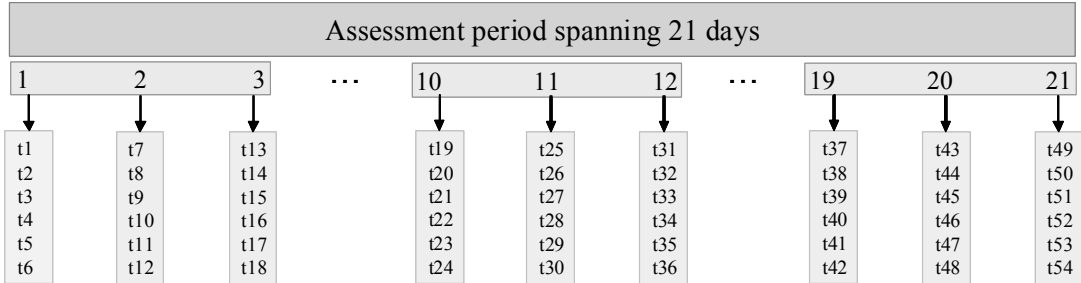 Assessment period spanning 21 days
1 2 3 ... 10 11 12 ... 19 20 21
t1 t7 t13 t19 t25 t31 t37 t43 t49
t2 t8 t14 t20 t26 t32 t38 t44 t50
t3 t9 t15 t21 t27 t33 t39 t45 t51
t4 t10 t16 t22 t28 t34 t40 t46 t52
t5 t11 t17 t23 t29 t35 t41 t47 t53
t6 t12 t18 t24 t30 t36 t42 t48 t54